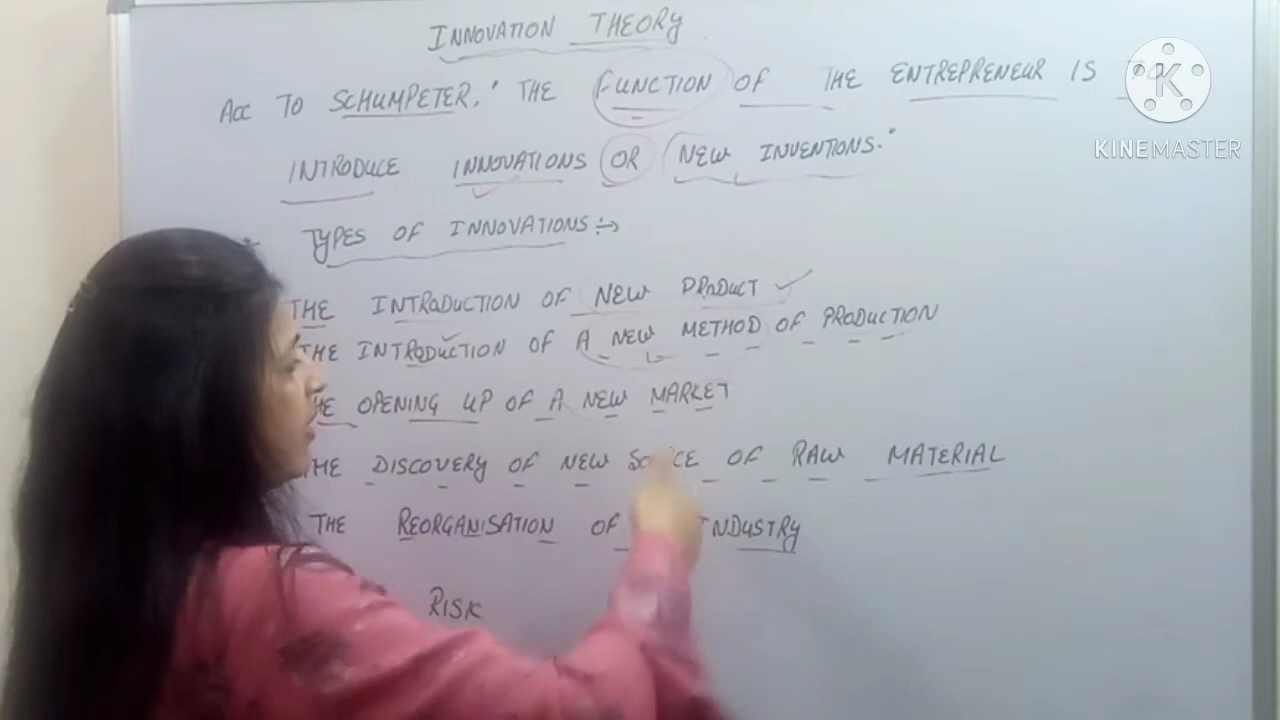 INNOVATION THEORY
ACC TO SCHUMPETER, "THE FUNCTION OF THE ENTREPRENEUR IS
INTRODUCE INNOVATIONS OR NEW INVENTIONS."
TYPES OF INNOVATIONS :→
THE INTRODUCTION OF NEW PRODUCT ✓
THE INTRODUCTION OF A NEW METHOD OF PRODUCTION
THE OPENING UP OF A NEW MARKET
THE DISCOVERY OF NEW SOURCE OF RAW MATERIAL
THE REORGANISATION OF INDUSTRY
RISK
K
KINEMASTER